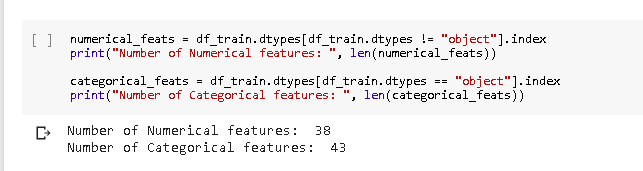 [ ] numerical_feats = df_train.dtypes[df_train.dtypes != "object"].index
print("Number of Numerical features: ", len(numerical_feats))
categorical_feats = df_train.dtypes[df_train.dtypes == "object"].index
print("Number of Categorical features: ", len(categorical_feats))
Number of Numerical features:  38
Number of Categorical features:  43